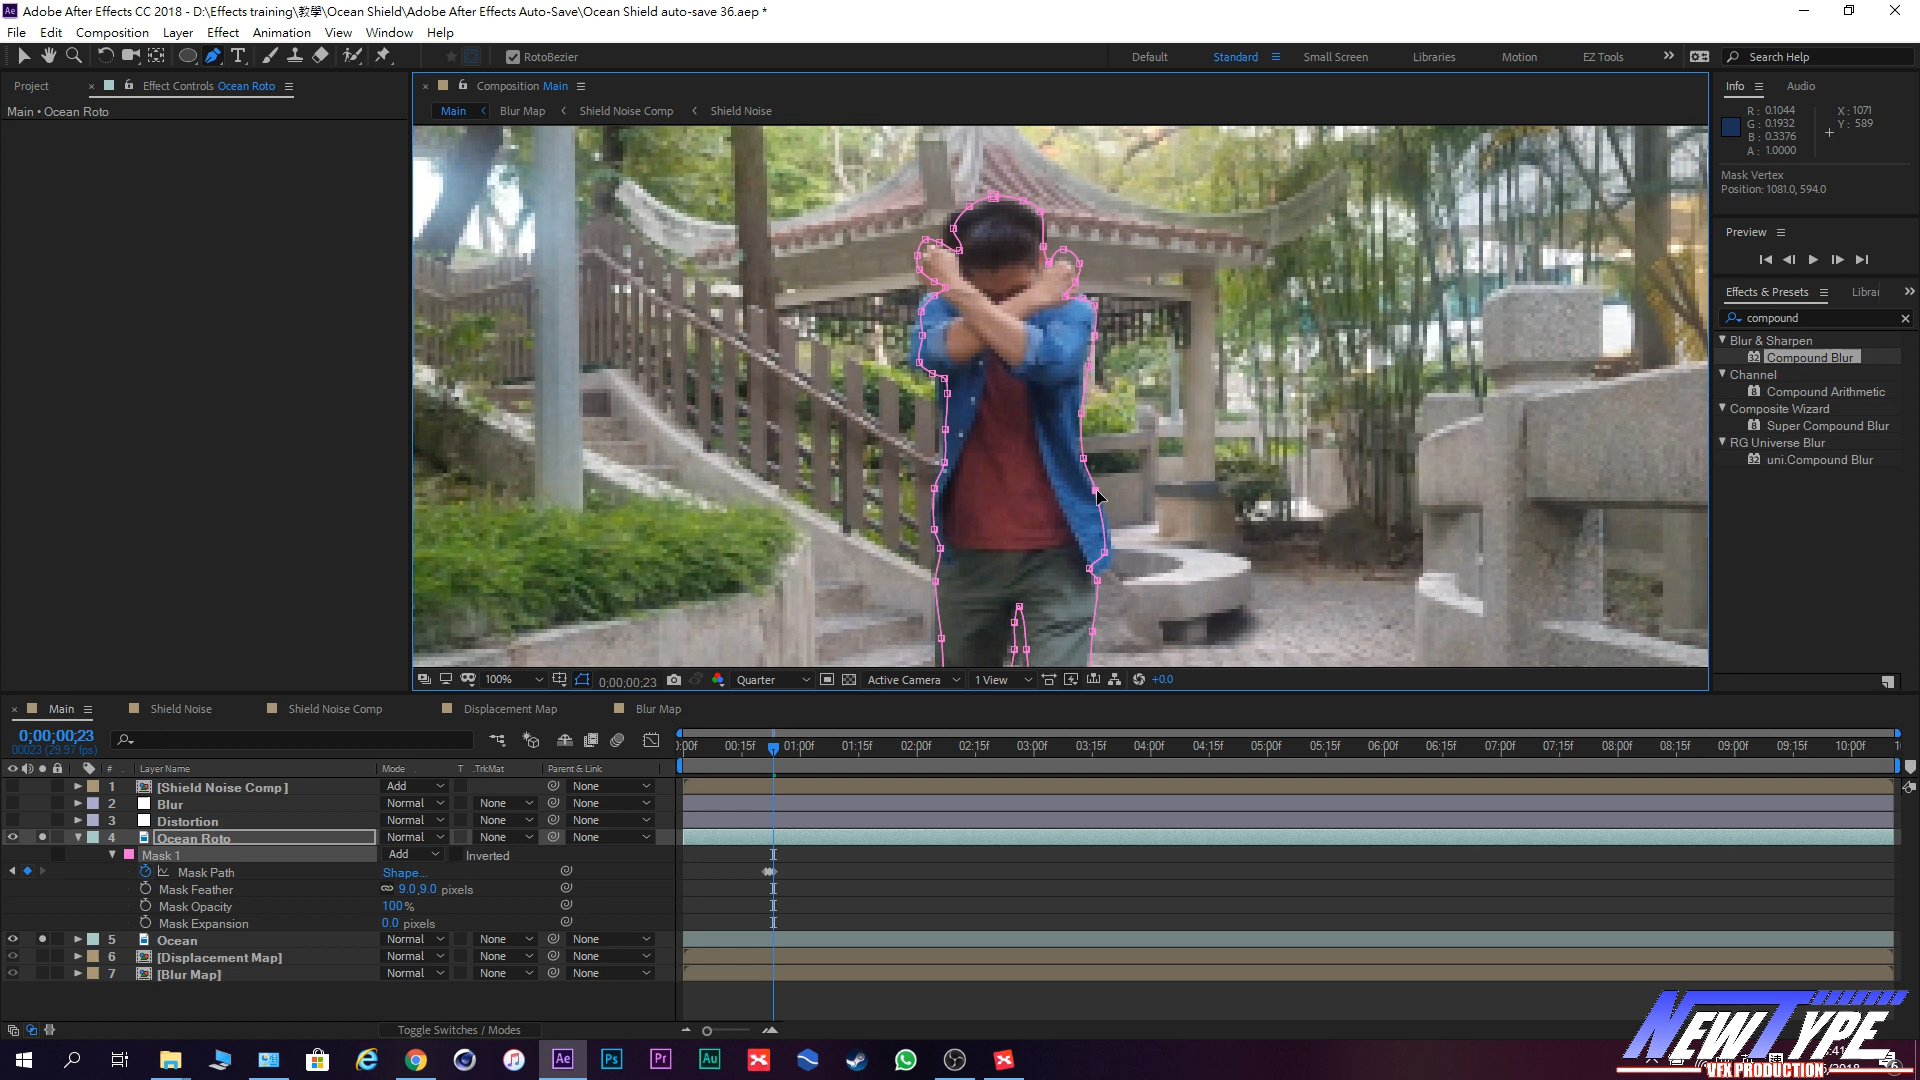 Adobe After Effects CC 2018 - D:\Effects training\教學\Ocean Shield\Adobe After Effects Auto-Save\Ocean Shield auto-save 36.aep *
File Edit Composition Layer Effect Animation View Window Help
RotoBezier
Default Standard Small Screen Libraries Motion EZ Tools Search Help
Project Effect Controls Ocean Roto
Main • Ocean Roto
Composition Main
Main Blur Map Shield Noise Comp Shield Noise
Info Audio
R: 0.1044 X: 1071
G: 0.1932 Y: 589
B: 0.3376
A: 1.0000
Mask Vertex
Position: 1081.0, 594.0
Preview
Effects & Presets Librar
compound
Blur & Sharpen
Compound Blur
Channel
Compound Arithmetic
Composite Wizard
Super Compound Blur
RG Universe Blur
uni.Compound Blur
100% 0;00;00;23 Quarter Active Camera 1 View +0.0
Main Shield Noise Shield Noise Comp Displacement Map Blur Map
0;00;00;23
00023 (29.97 fps)
):00f 00:15f 01:00f 01:15f 02:00f 02:15f 03:00f 03:15f 04:00f 04:15f 05:00f 05:15f 06:00f 06:15f 07:00f 07:15f 08:00f 08:15f 09:00f 09:15f 10:00f
# Layer Name Mode T .TrkMat Parent & Link
1 [Shield Noise Comp] Add None
2 Blur Normal None None
3 Distortion Normal None None
4 Ocean Roto Normal None None
Mask 1 Add Inverted
Mask Path Shape...
Mask Feather 9.0,9.0 pixels
Mask Opacity 100%
Mask Expansion 0.0 pixels
5 Ocean Normal None None
6 [Displacement Map] Normal None None
7 [Blur Map] Normal None None
Toggle Switches / Modes
NEWTYPE
VFX PRODUCTION